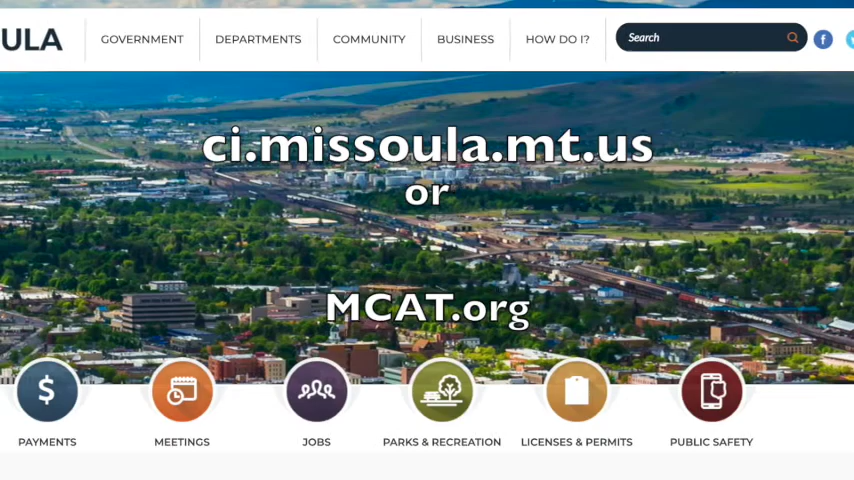 ULA
GOVERNMENT
DEPARTMENTS
COMMUNITY
BUSINESS
HOW DO I?
Search
f
ci.missoula.mt.us
or
MCAT.org
$
PAYMENTS
MEETINGS
JOBS
PARKS & RECREATION
LICENSES & PERMITS
PUBLIC SAFETY